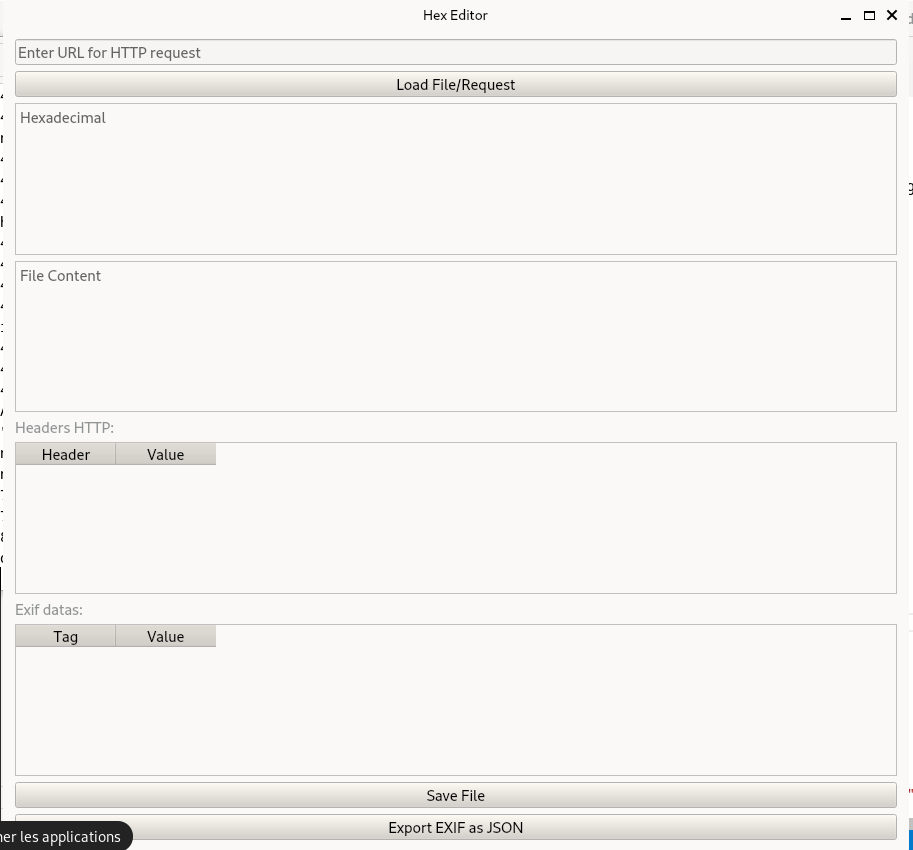 Hex Editor
Enter URL for HTTP request
Load File/Request
Hexadecimal
File Content
Headers HTTP:
Header Value
Exif datas:
Tag Value
Save File
Export EXIF as JSON
les applications